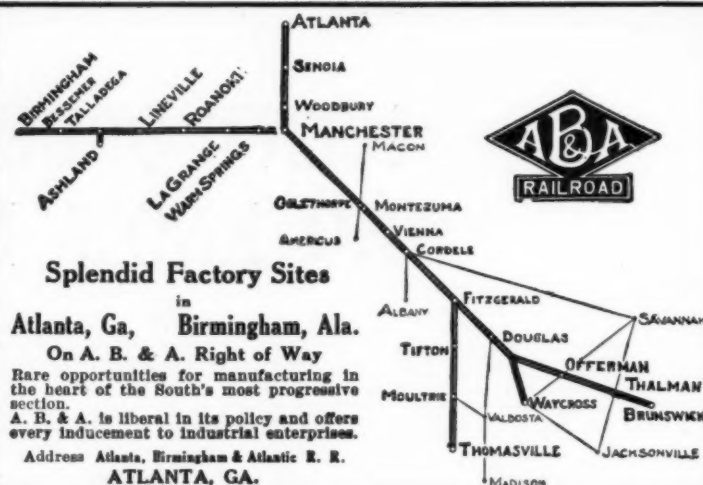 ATLANTA
SENOIA
WOODBURY
MANCHESTER
BIRMINGHAM
BESSEMER
TALLADEGA
LINEVILLE
ROANOKE
ASHLAND
LAGRANGE
WARM SPRINGS
MACON
OGLETHORPE
MONTEZUMA
AMERICUS
VIENNA
CORDELE
ALBANY
FITZGERALD
SAVANNAH
TIFTON
DOUGLAS
OFFERMAN
THALMAN
MOULTRIE
VALDOSTA
WAYCROSS
BRUNSWICK
THOMASVILLE
JACKSONVILLE
MADISON
A B & A
RAILROAD
Splendid Factory Sites
in
Atlanta, Ga, Birmingham, Ala.
On A. B. & A. Right of Way
Rare opportunities for manufacturing in
the heart of the South's most progressive
section.
A. B. & A. is liberal in its policy and offers
every inducement to industrial enterprises.
Address Atlanta, Birmingham & Atlantic R. R.
ATLANTA, GA.